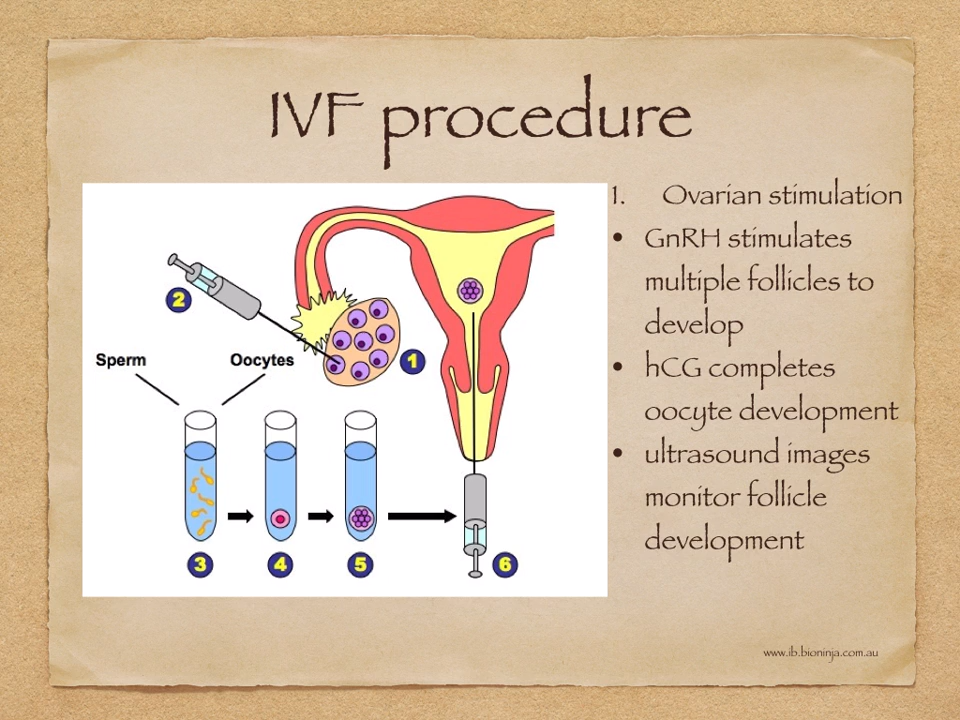 IVF procedure
1. Ovarian stimulation
• GnRH stimulates
multiple follicles to
develop
• hCG completes
oocyte development
• ultrasound images
monitor follicle
development
2
1
Sperm Oocytes
3 4 5 6
www.ib.bioninja.com.au